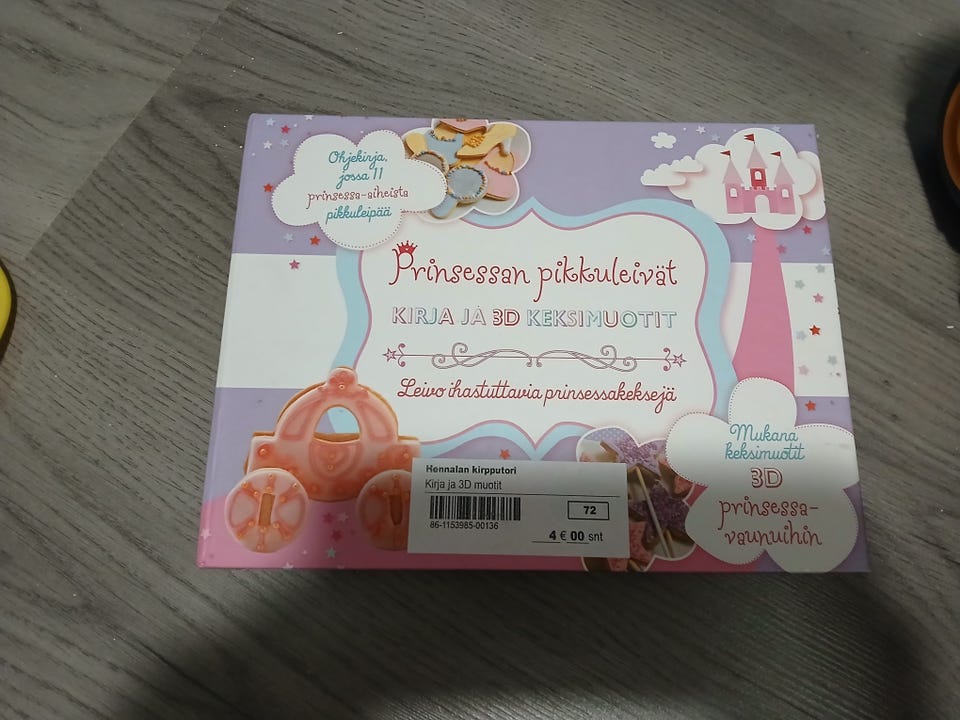 Ohjekirja,
jossa 11
prinsessa-aiheista
pikkuleipää
Prinsessan pikkuleivät
KIRJA JA 3D KEKSIMUOTIT
Leivo ihastuttavia prinsessakeksejä
Mukana
keksimuotit
3D
prinsessa-
vaunuihin
Hennalan kirpputori
Kirja ja 3D muotit
72
86-1153985-00136
4 € 00 snt